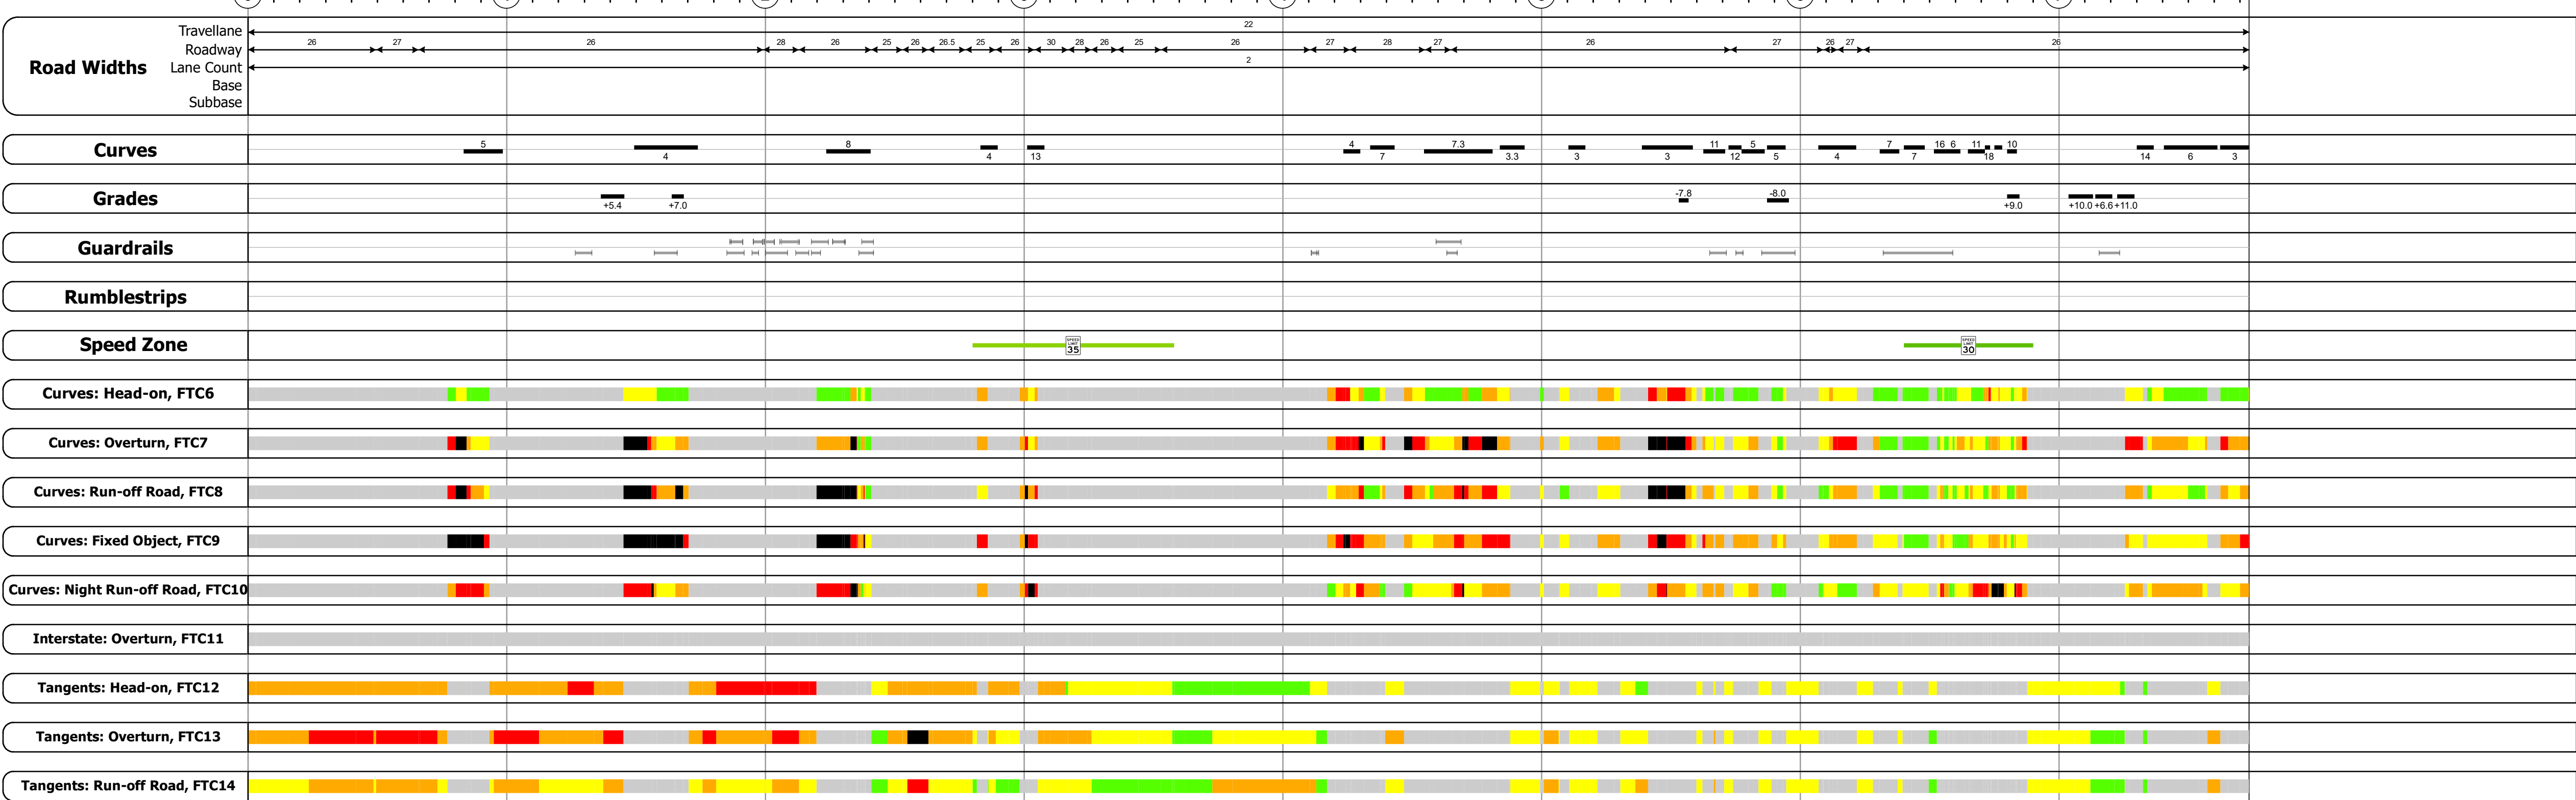 Road Widths
Travellane 22
Roadway 26 27 26 28 26 25 26 26.5 25 26 30 28 26 25 26 27 28 27 26 27 26 27 26
Lane Count 2
Base
Subbase
Curves
5 8 4 7.3 11 5 7 16 6 11 10
4 4 13 7 3.3 3 3 12 5 4 7 18 14 6 3
Grades
-7.8 -8.0
+5.4 +7.0 +9.0 +10.0 +6.6 +11.0
Guardrails
Rumblestrips
Speed Zone
SPEED LIMIT 35
SPEED LIMIT 30
Curves: Head-on, FTC6
Curves: Overturn, FTC7
Curves: Run-off Road, FTC8
Curves: Fixed Object, FTC9
Curves: Night Run-off Road, FTC10
Interstate: Overturn, FTC11
Tangents: Head-on, FTC12
Tangents: Overturn, FTC13
Tangents: Run-off Road, FTC14